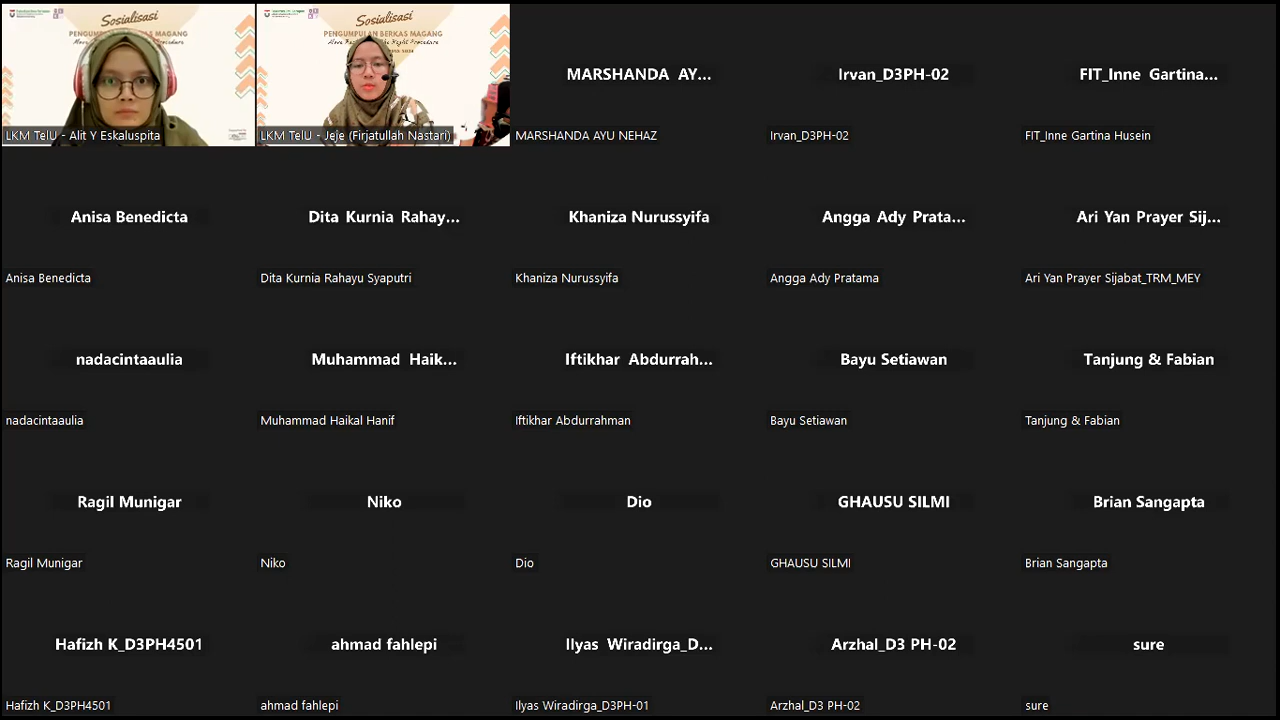 Sosialisasi
PENGUMPULAN BERKAS MAGANG
LKM TelU - Alit Y Eskaluspita
Sosialisasi
PENGUMPULAN BERKAS MAGANG
LKM TelU - Jeje (Firjatullah Nastari)
MARSHANDA AY...
MARSHANDA AYU NEHAZ
Irvan_D3PH-02
Irvan_D3PH-02
FIT_Inne Gartina...
FIT_Inne Gartina Husein
Anisa Benedicta
Anisa Benedicta
Dita Kurnia Rahay...
Dita Kurnia Rahayu Syaputri
Khaniza Nurussyifa
Khaniza Nurussyifa
Angga Ady Prata...
Angga Ady Pratama
Ari Yan Prayer Sij...
Ari Yan Prayer Sijabat_TRM_MEY
nadacintaaulia
nadacintaaulia
Muhammad Haik...
Muhammad Haikal Hanif
Iftikhar Abdurrah...
Iftikhar Abdurrahman
Bayu Setiawan
Bayu Setiawan
Tanjung & Fabian
Tanjung & Fabian
Ragil Munigar
Ragil Munigar
Niko
Niko
Dio
Dio
GHAUSU SILMI
GHAUSU SILMI
Brian Sangapta
Brian Sangapta
Hafizh K_D3PH4501
Hafizh K_D3PH4501
ahmad fahlepi
ahmad fahlepi
Ilyas Wiradirga_D...
Ilyas Wiradirga_D3PH-01
Arzhal_D3 PH-02
Arzhal_D3 PH-02
sure
sure